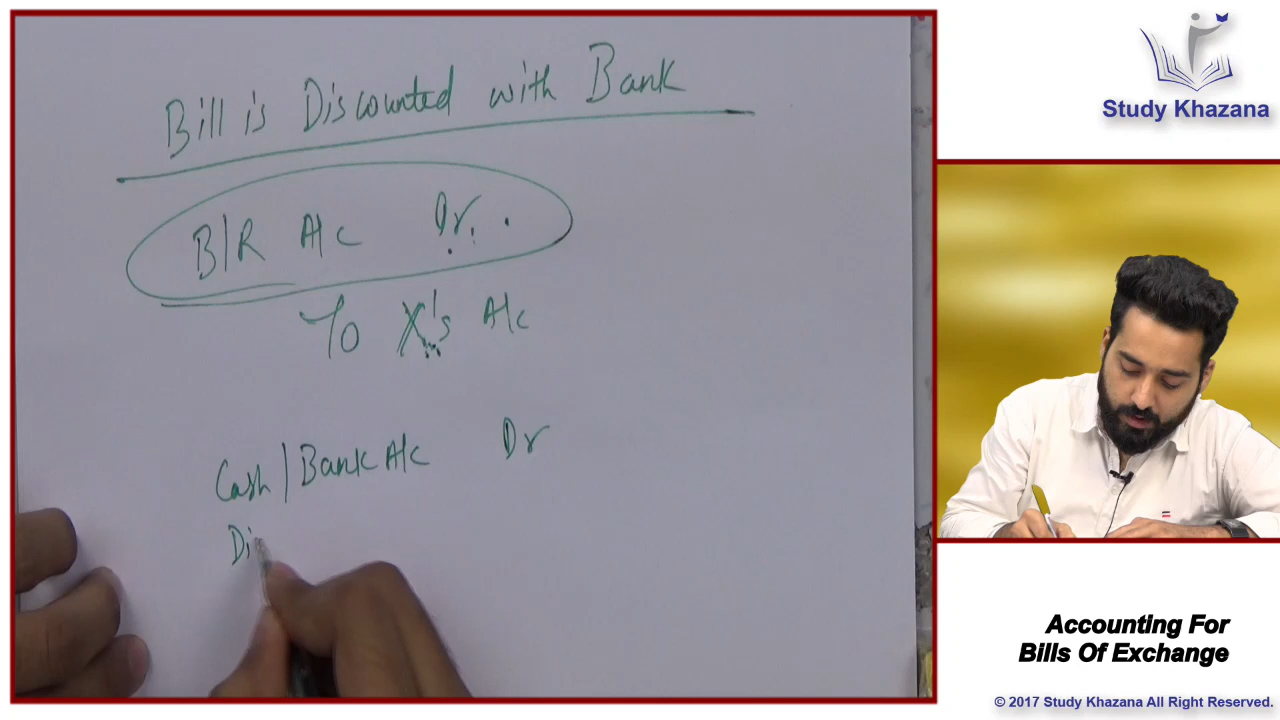 Bill is Discounted with Bank
B/R A/c Dr.
To X's A/c
Cash / Bank A/c Dr
Di
Study Khazana
Accounting For
Bills Of Exchange
© 2017 Study Khazana All Right Reserved.